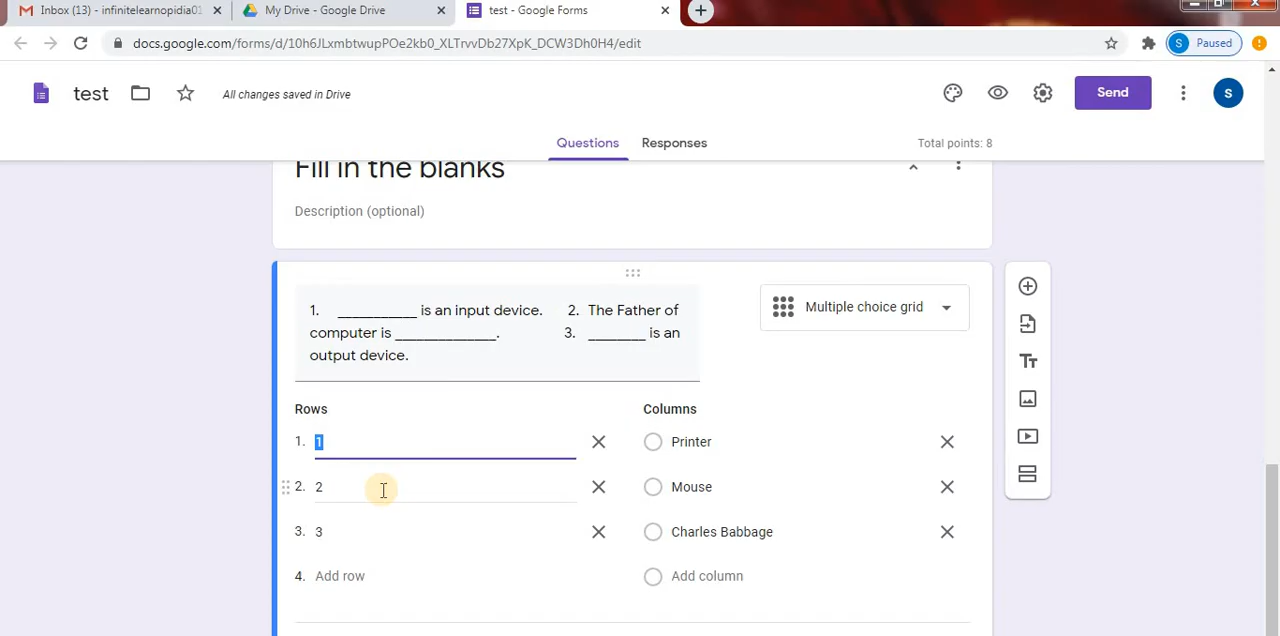 Inbox (13) - infinitelearnopidia01
My Drive - Google Drive
test - Google Forms
docs.google.com/forms/d/10h6JLxmbtwupPOe2kb0_XLTrvvDb27XpK_DCW3Dh0H4/edit
S Paused
test
All changes saved in Drive
Send
S
Questions
Responses
Total points: 8
Fill in the blanks
Description (optional)
1. ___________ is an input device. 2. The Father of
computer is ______________. 3. ________ is an
output device.
Multiple choice grid
Rows
Columns
1. 1
Printer
2. 2
Mouse
3. 3
Charles Babbage
4. Add row
Add column